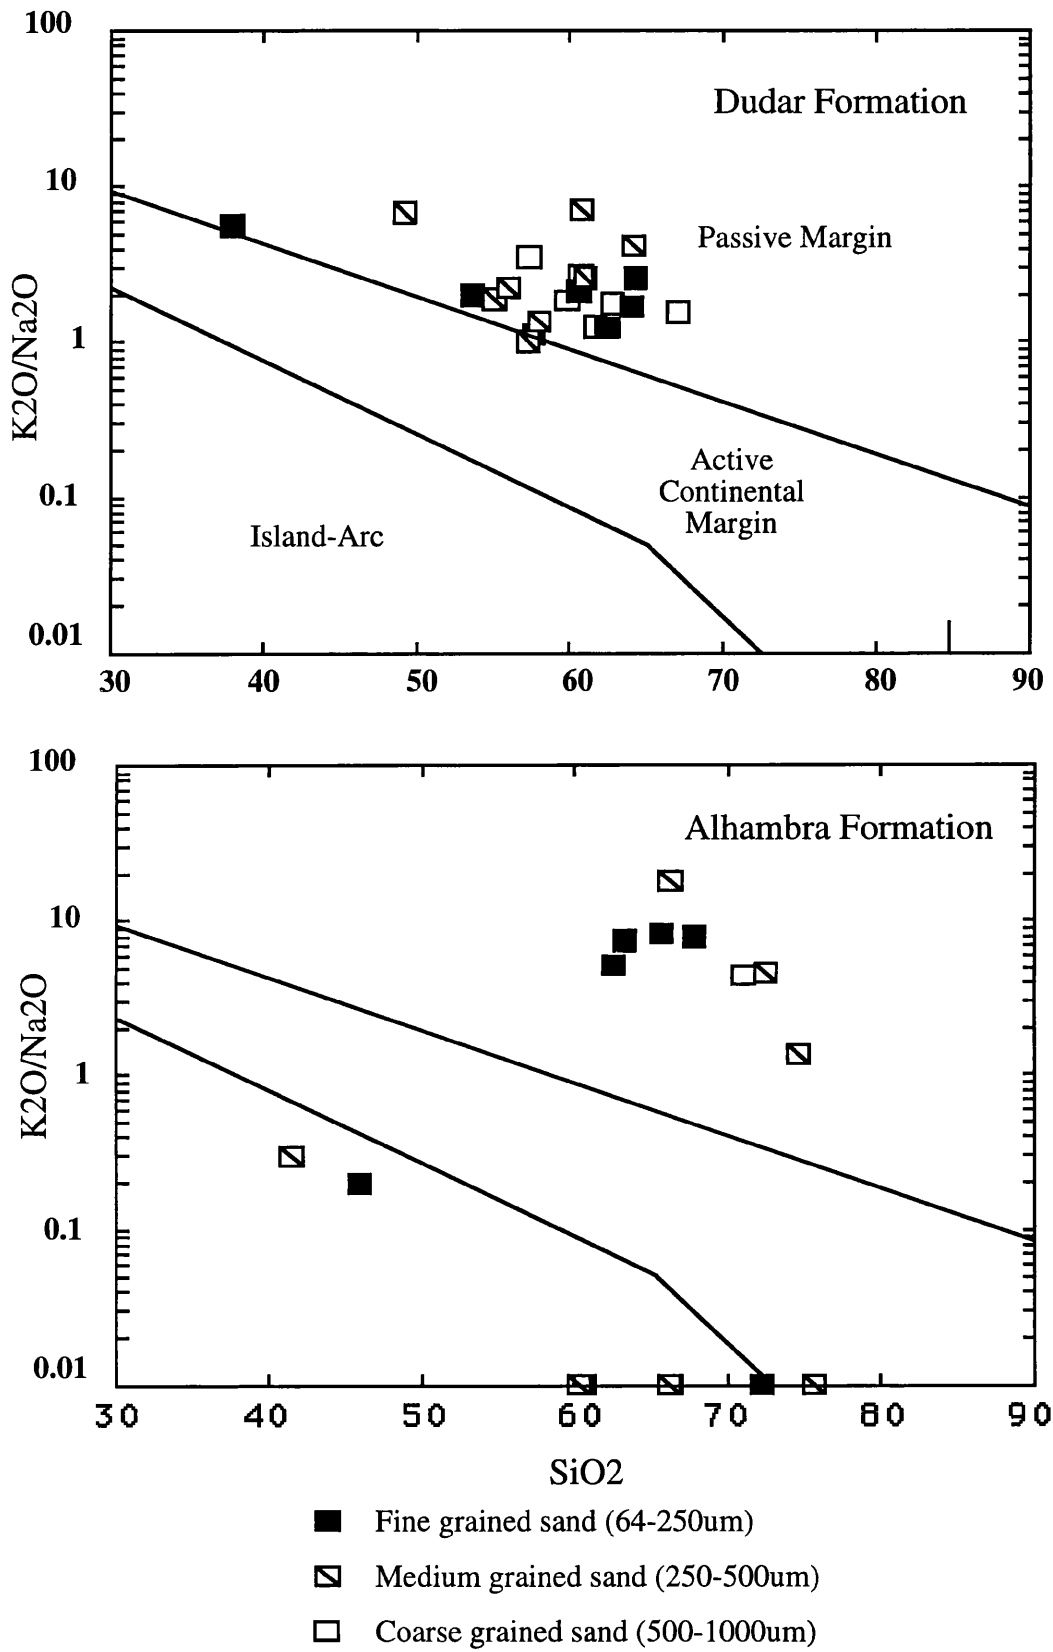 100
Dudar Formation
10
Passive Margin
1
K2O/Na2O
Active
Continental
Margin
0.1
Island-Arc
0.01
30 40 50 60 70 80 90
100
Alhambra Formation
10
K2O/Na2O
1
0.1
0.01
30 40 50 60 70 80 90
SiO2
Fine grained sand (64-250um)
Medium grained sand (250-500um)
Coarse grained sand (500-1000um)